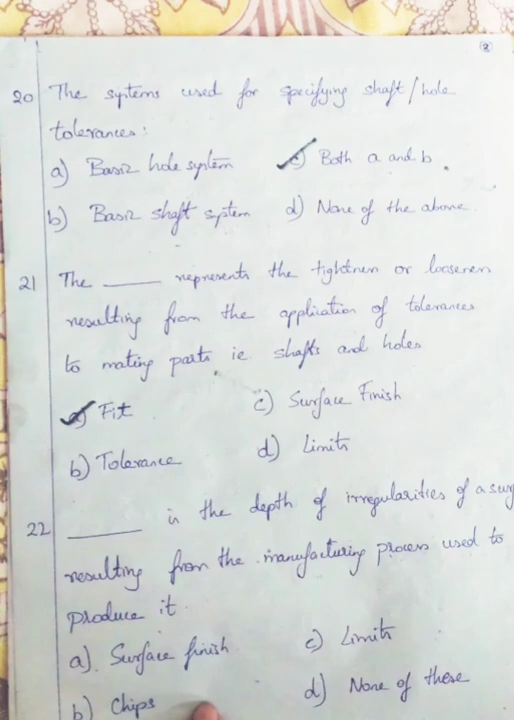 8
20 The systems used for specifying shaft/hole
tolerances:
a) Basic hole system c) Both a and b.
b) Basic shaft system d) None of the above
21 The ____ represents the tightness or looseness
resulting from the application of tolerances
to mating parts ie shafts and holes
a) Fit c) Surface Finish
b) Tolerance d) Limits
22 ____ is the depth of irregularities of a sur
resulting from the manufacturing process used to
produce it.
a) Surface finish c) Limits
b) Chips d) None of these